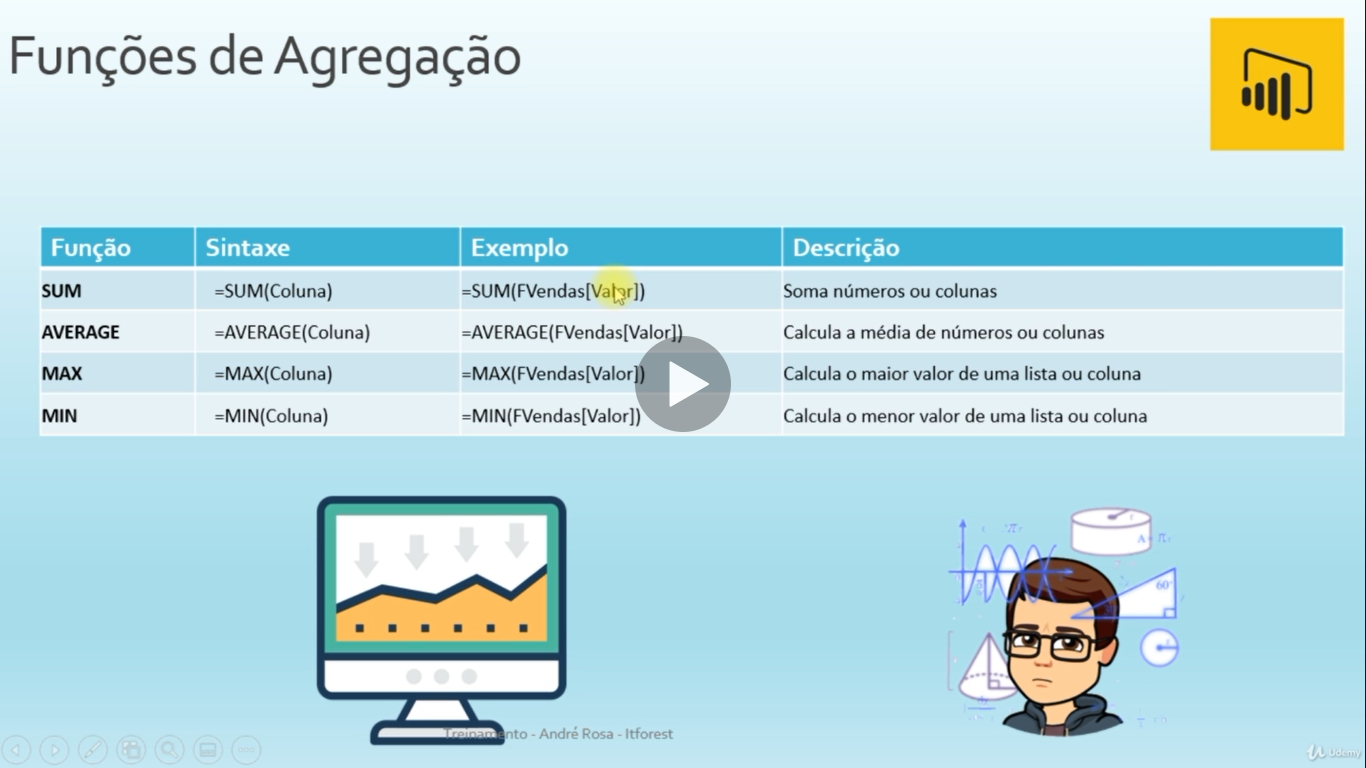 Funções de Agregação
Função Sintaxe Exemplo Descrição
SUM =SUM(Coluna) =SUM(FVendas[Valor]) Soma números ou colunas
AVERAGE =AVERAGE(Coluna) =AVERAGE(FVendas[Valor]) Calcula a média de números ou colunas
MAX =MAX(Coluna) =MAX(FVendas[Valor]) Calcula o maior valor de uma lista ou coluna
MIN =MIN(Coluna) =MIN(FVendas[Valor]) Calcula o menor valor de uma lista ou coluna
60°
Treinamento - André Rosa - Itforest
Udemy